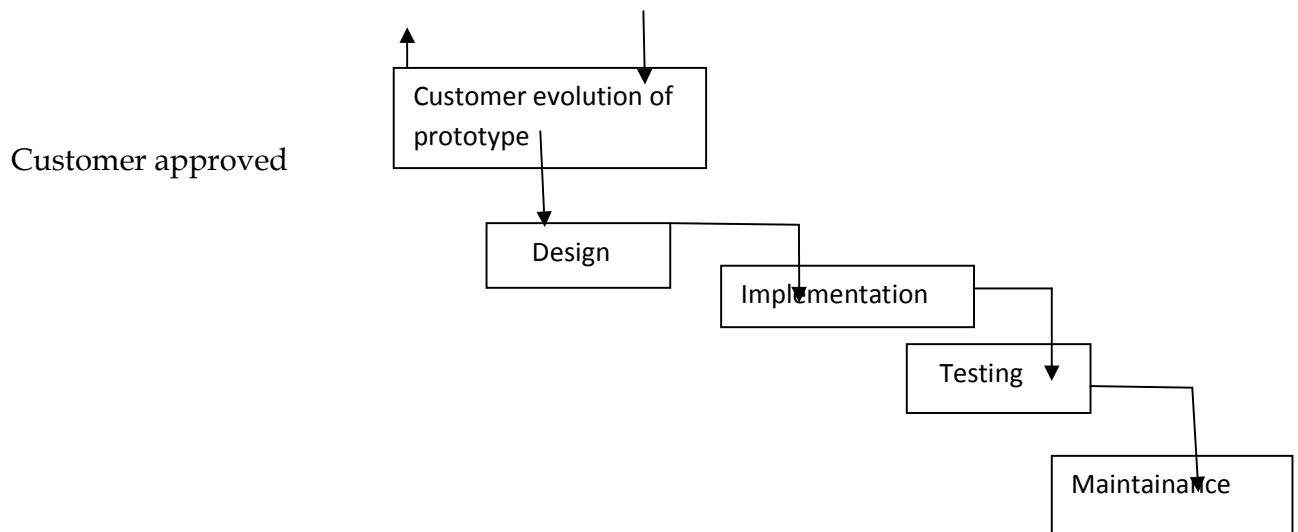 Customer evolution of
prototype
Customer approved
Design
Implementation
Testing
Maintainance